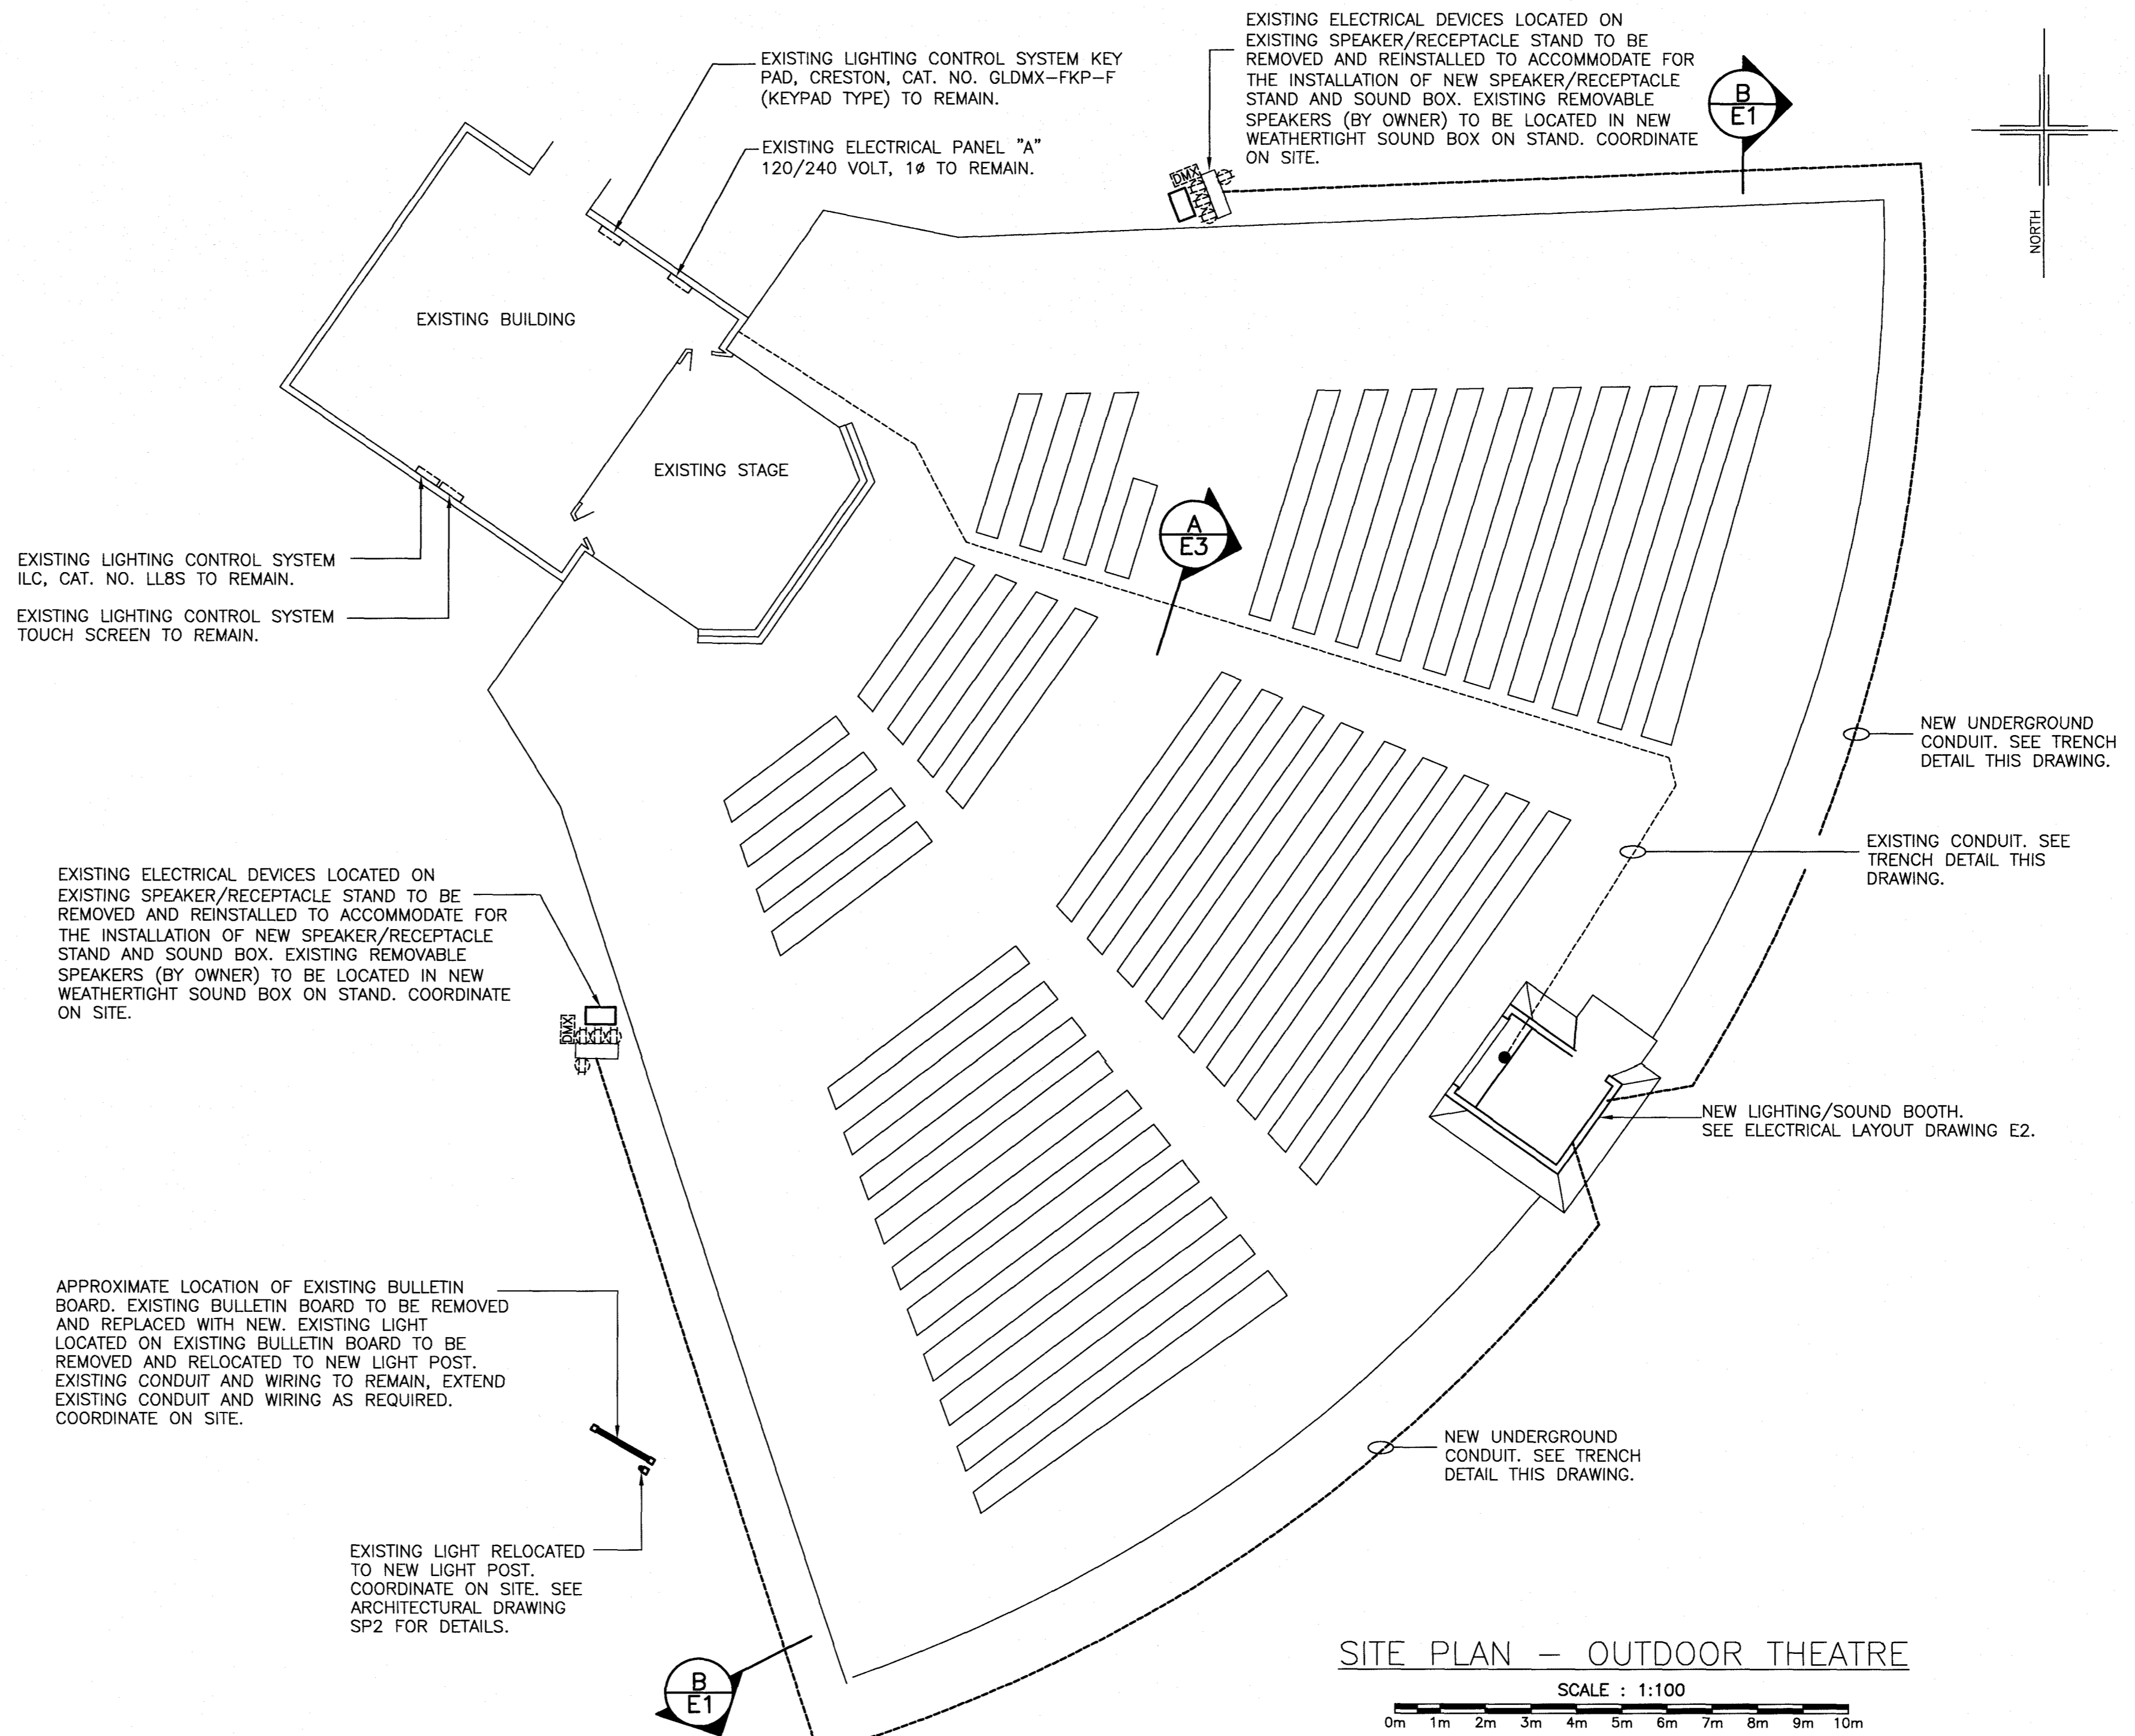 EXISTING ELECTRICAL DEVICES LOCATED ON
EXISTING SPEAKER/RECEPTACLE STAND TO BE
REMOVED AND REINSTALLED TO ACCOMMODATE FOR
THE INSTALLATION OF NEW SPEAKER/RECEPTACLE
STAND AND SOUND BOX. EXISTING REMOVABLE
SPEAKERS (BY OWNER) TO BE LOCATED IN NEW
WEATHERTIGHT SOUND BOX ON STAND. COORDINATE
ON SITE.
EXISTING LIGHTING CONTROL SYSTEM KEY
PAD, CRESTON, CAT. NO. GLDMX-FKP-F
(KEYPAD TYPE) TO REMAIN.
EXISTING ELECTRICAL PANEL "A"
120/240 VOLT, 1ø TO REMAIN.
B
E1
NORTH
DMX
EXISTING BUILDING
EXISTING STAGE
A
E3
EXISTING LIGHTING CONTROL SYSTEM
ILC, CAT. NO. LL8S TO REMAIN.
EXISTING LIGHTING CONTROL SYSTEM
TOUCH SCREEN TO REMAIN.
NEW UNDERGROUND
CONDUIT. SEE TRENCH
DETAIL THIS DRAWING.
EXISTING CONDUIT. SEE
TRENCH DETAIL THIS
DRAWING.
EXISTING ELECTRICAL DEVICES LOCATED ON
EXISTING SPEAKER/RECEPTACLE STAND TO BE
REMOVED AND REINSTALLED TO ACCOMMODATE FOR
THE INSTALLATION OF NEW SPEAKER/RECEPTACLE
STAND AND SOUND BOX. EXISTING REMOVABLE
SPEAKERS (BY OWNER) TO BE LOCATED IN NEW
WEATHERTIGHT SOUND BOX ON STAND. COORDINATE
ON SITE.
DMX
NEW LIGHTING/SOUND BOOTH.
SEE ELECTRICAL LAYOUT DRAWING E2.
APPROXIMATE LOCATION OF EXISTING BULLETIN
BOARD. EXISTING BULLETIN BOARD TO BE REMOVED
AND REPLACED WITH NEW. EXISTING LIGHT
LOCATED ON EXISTING BULLETIN BOARD TO BE
REMOVED AND RELOCATED TO NEW LIGHT POST.
EXISTING CONDUIT AND WIRING TO REMAIN, EXTEND
EXISTING CONDUIT AND WIRING AS REQUIRED.
COORDINATE ON SITE.
NEW UNDERGROUND
CONDUIT. SEE TRENCH
DETAIL THIS DRAWING.
EXISTING LIGHT RELOCATED
TO NEW LIGHT POST.
COORDINATE ON SITE. SEE
ARCHITECTURAL DRAWING
SP2 FOR DETAILS.
B
E1
SITE PLAN - OUTDOOR THEATRE
SCALE : 1:100
0m 1m 2m 3m 4m 5m 6m 7m 8m 9m 10m